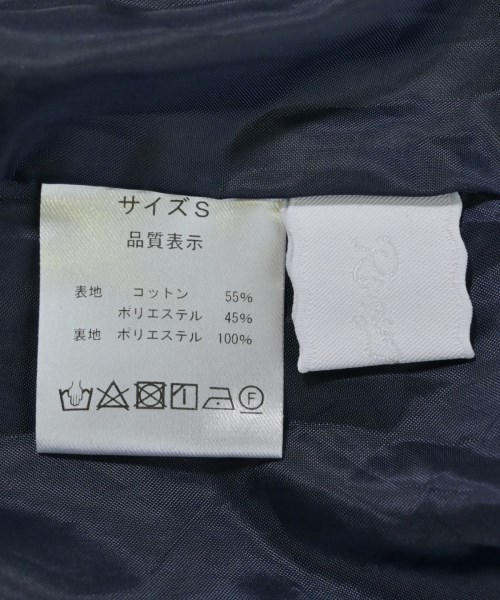 サイズS
品質表示
表地 コットン 55%
ポリエステル 45%
裏地 ポリエステル 100%
F